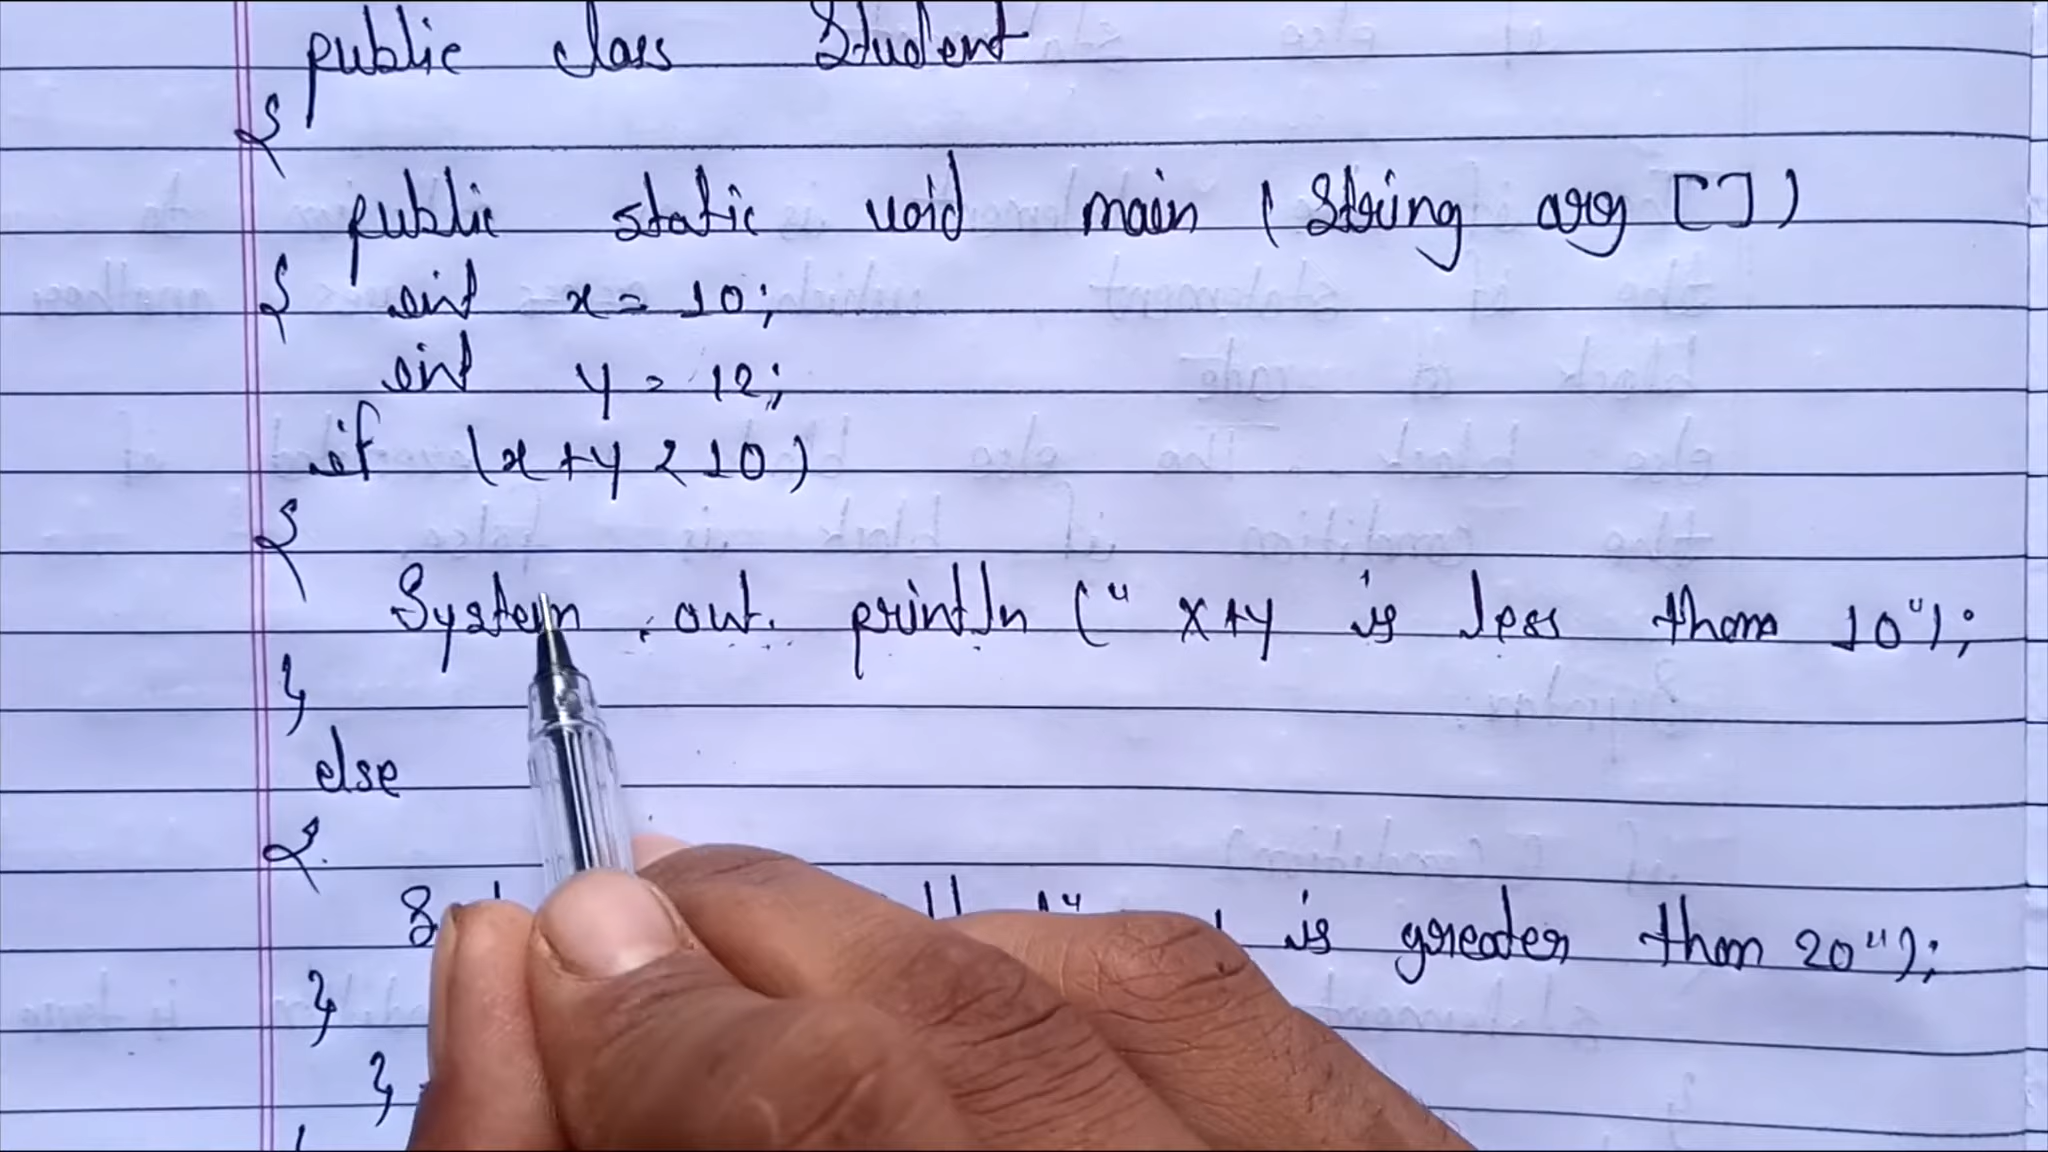 public class Student
{
public static void main (String arg [])
{ int x = 10;
int y = 12;
if (x+y < 10)
{
System . out. println (" x+y is less than 10");
}
else
{
is greater than 20");
}
}